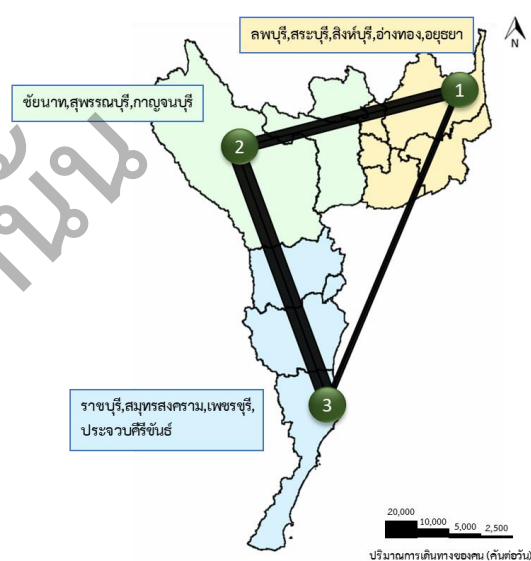 ลพบุรี,สระบุรี,สิงห์บุรี,อ่างทอง,อยุธยา
N
ชัยนาท,สุพรรณบุรี,กาญจนบุรี
1
2
3
ราชบุรี,สมุทรสงคราม,เพชรบุรี,
ประจวบคีรีขันธ์
20,000
10,000
5,000
2,500
ปริมาณการเดินทางของคน (คันต่อวัน)